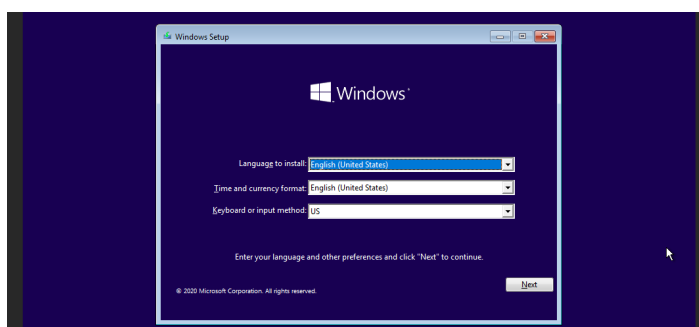 Windows Setup
Windows
Language to install: English (United States)
Time and currency format: English (United States)
Keyboard or input method: US
Enter your language and other preferences and click "Next" to continue.
© 2020 Microsoft Corporation. All rights reserved.
Next